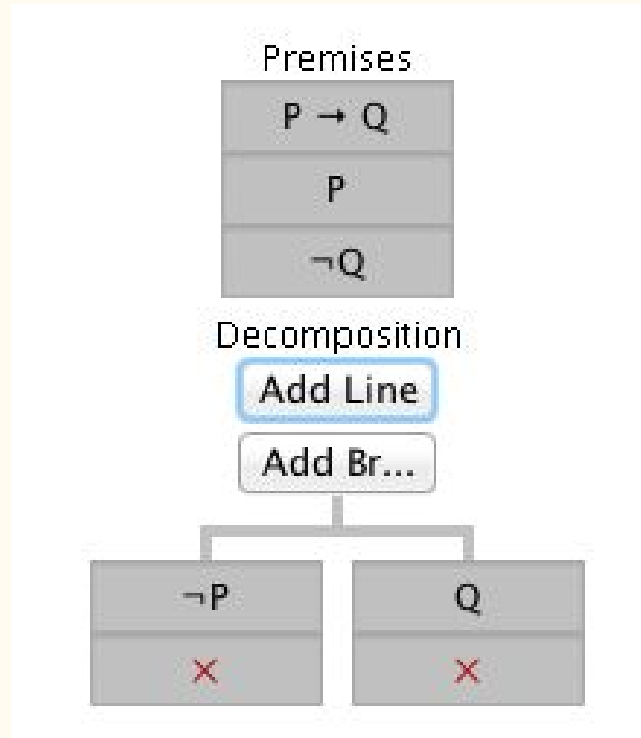 Premises
P → Q
P
¬Q
Decomposition
Add Line
Add Br...
¬P Q
× ×